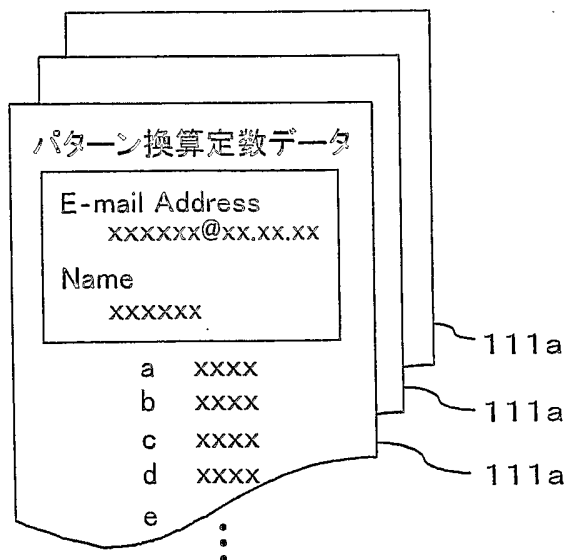 パターン換算定数データ
E-mail Address
xxxxxx@xx.xx.xx
Name
xxxxxx
a xxxx
b xxxx
c xxxx
d xxxx
e
111a
111a
111a